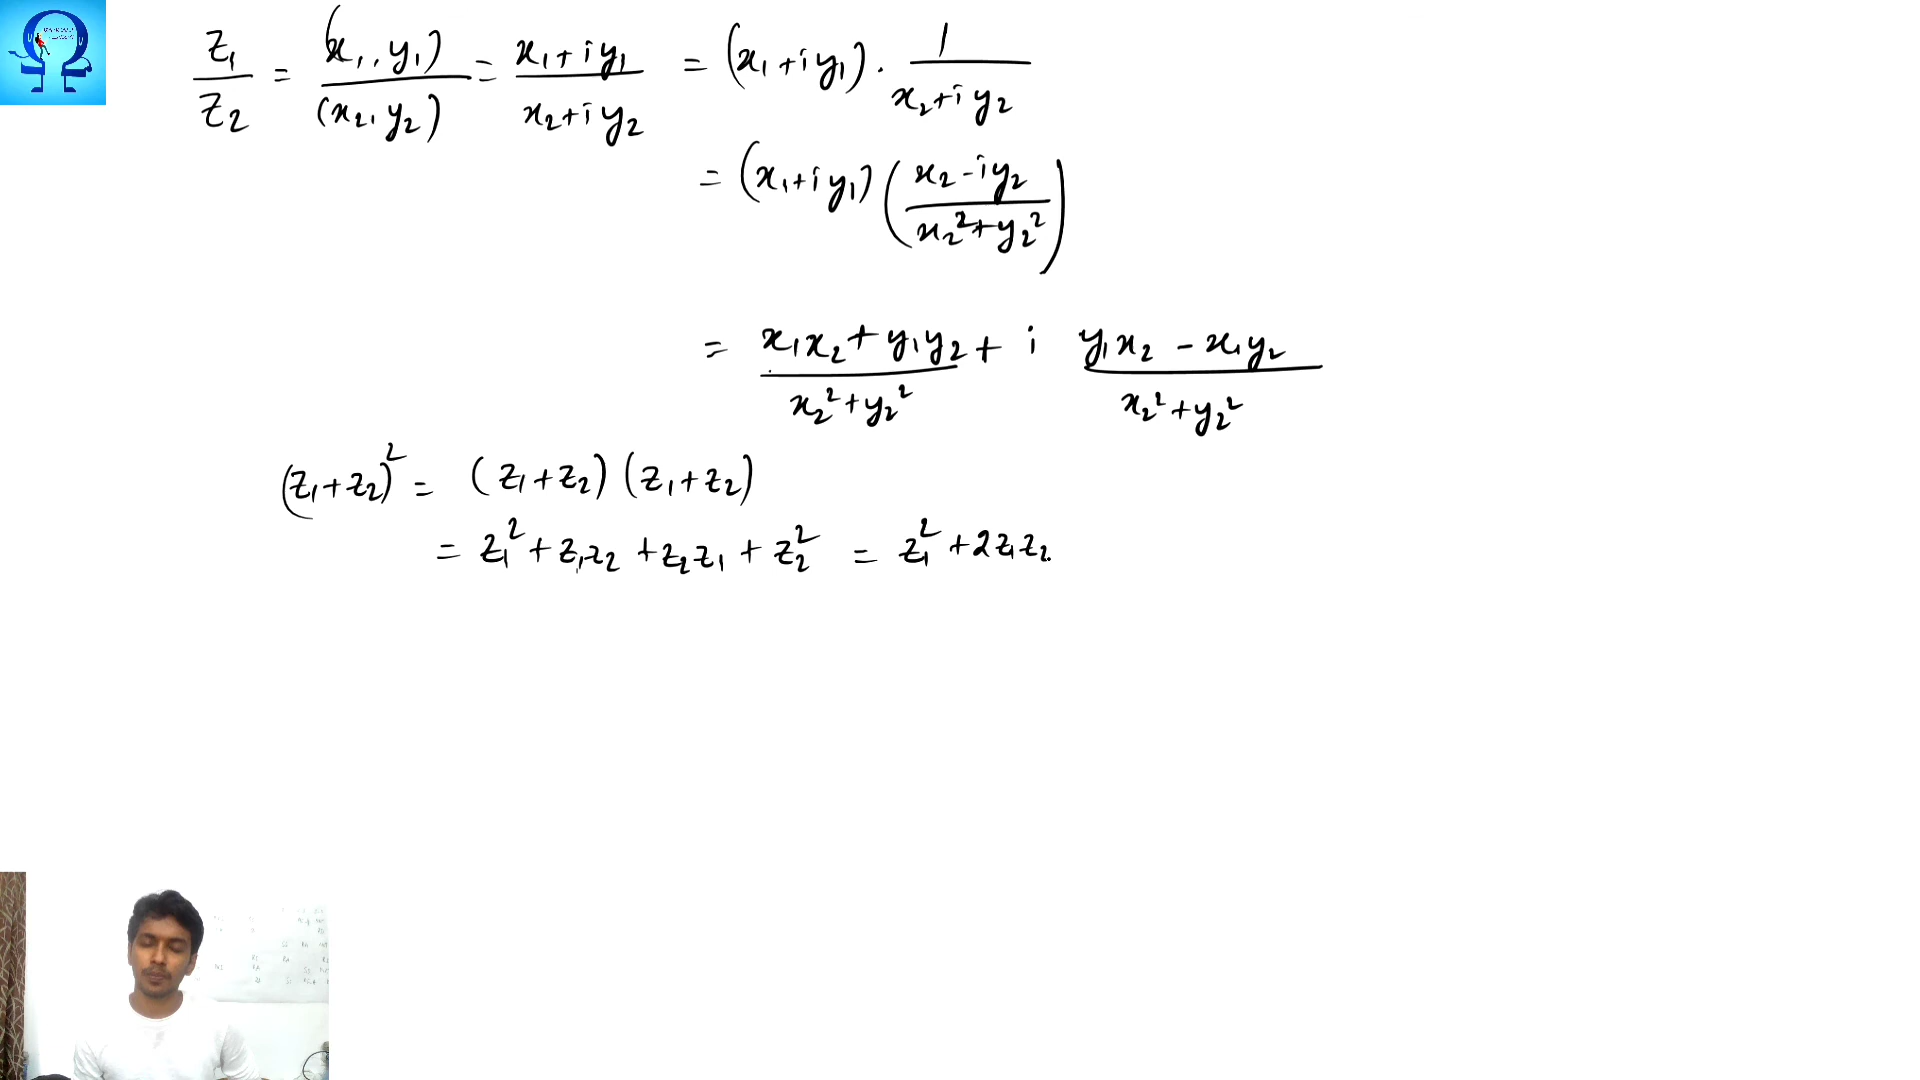 z₁/z₂ = (x₁, y₁)/(x₂, y₂) = (x₁ + iy₁)/(x₂ + iy₂) = (x₁ + iy₁) · 1/(x₂ + iy₂)
= (x₁ + iy₁) ((x₂ - iy₂)/(x₂² + y₂²))
= (x₁x₂ + y₁y₂)/(x₂² + y₂²) + i (y₁x₂ - x₁y₂)/(x₂² + y₂²)
(z₁ + z₂)² = (z₁ + z₂) (z₁ + z₂)
= z₁² + z₁z₂ + z₂z₁ + z₂² = z₁² + 2z₁z₂